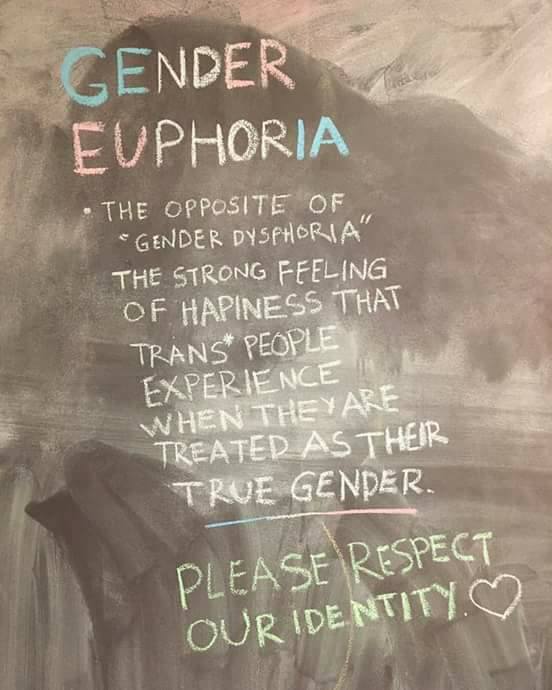 GENDER
EUPHORIA
• THE OPPOSITE OF
"GENDER DYSPHORIA"
THE STRONG FEELING
OF HAPINESS THAT
TRANS* PEOPLE
EXPERIENCE
WHEN THEY ARE
TREATED AS THEIR
TRUE GENDER.
PLEASE RESPECT
OUR IDENTITY. ♡